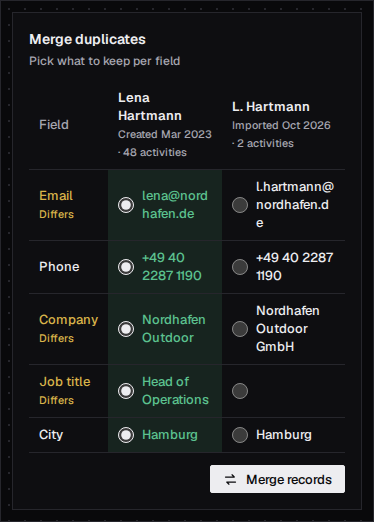 Merge duplicates
Pick what to keep per field
Field
Lena
Hartmann
Created Mar 2023
· 48 activities
L. Hartmann
Imported Oct 2026
· 2 activities
Email
Differs
lena@nord
hafen.de
l.hartmann@
nordhafen.d
e
Phone
+49 40
2287 1190
+49 40 2287
1190
Company
Differs
Nordhafen
Outdoor
Nordhafen
Outdoor
GmbH
Job title
Differs
Head of
Operations
City
Hamburg
Hamburg
Merge records